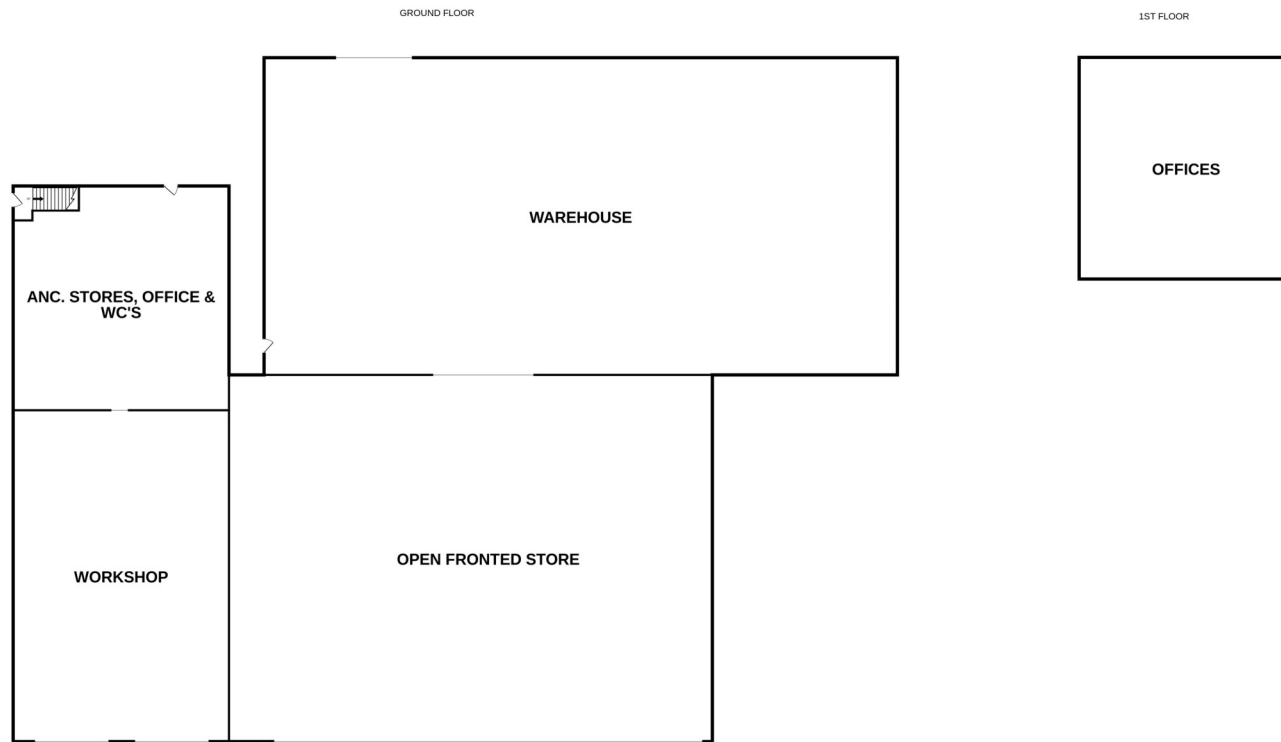 GROUND FLOOR
1ST FLOOR
OFFICES
WAREHOUSE
ANC. STORES, OFFICE &
WC'S
OPEN FRONTED STORE
WORKSHOP